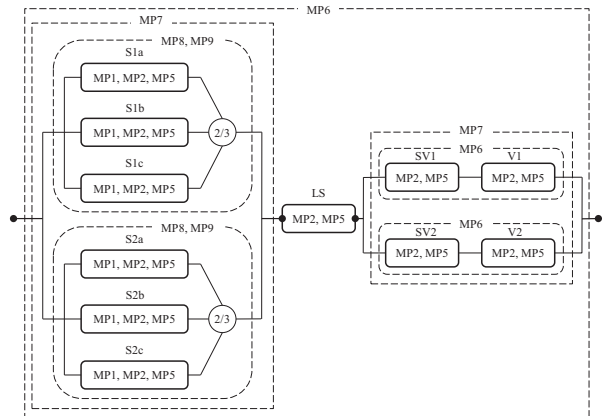 MP6
MP7
MP8, MP9
S1a
MP1, MP2, MP5
S1b
MP1, MP2, MP5
2/3
S1c
MP1, MP2, MP5
MP8, MP9
S2a
MP1, MP2, MP5
S2b
MP1, MP2, MP5
2/3
S2c
MP1, MP2, MP5
LS
MP2, MP5
MP7
MP6
SV1
V1
MP2, MP5
MP2, MP5
MP6
SV2
V2
MP2, MP5
MP2, MP5